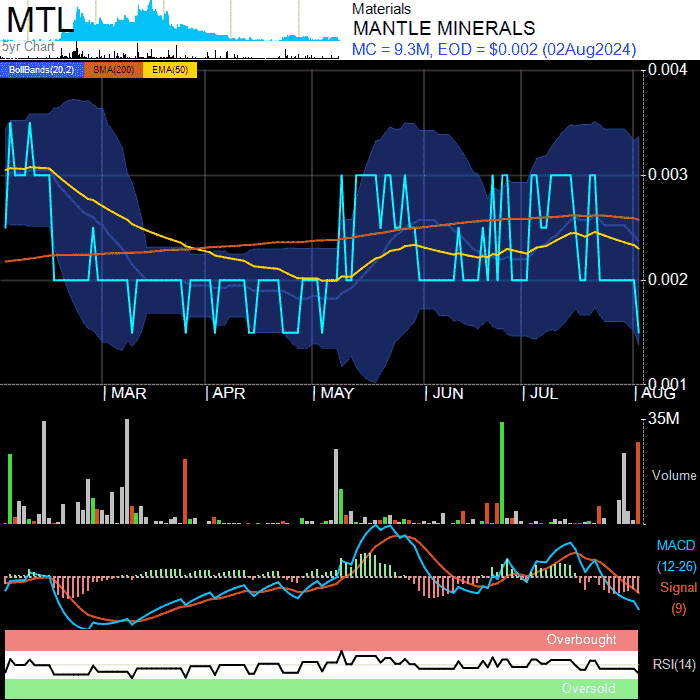 MTL
5yr Chart
Materials
MANTLE MINERALS
MC = 9.3M, EOD = $0.002 (02Aug2024)
BollBands(20,2) SMA(200) EMA(50)
0.004
0.003
0.002
0.001
MAR APR MAY JUN JUL AUG
35M
Volume
MACD
(12-26)
Signal
(9)
Overbought
RSI(14)
Oversold